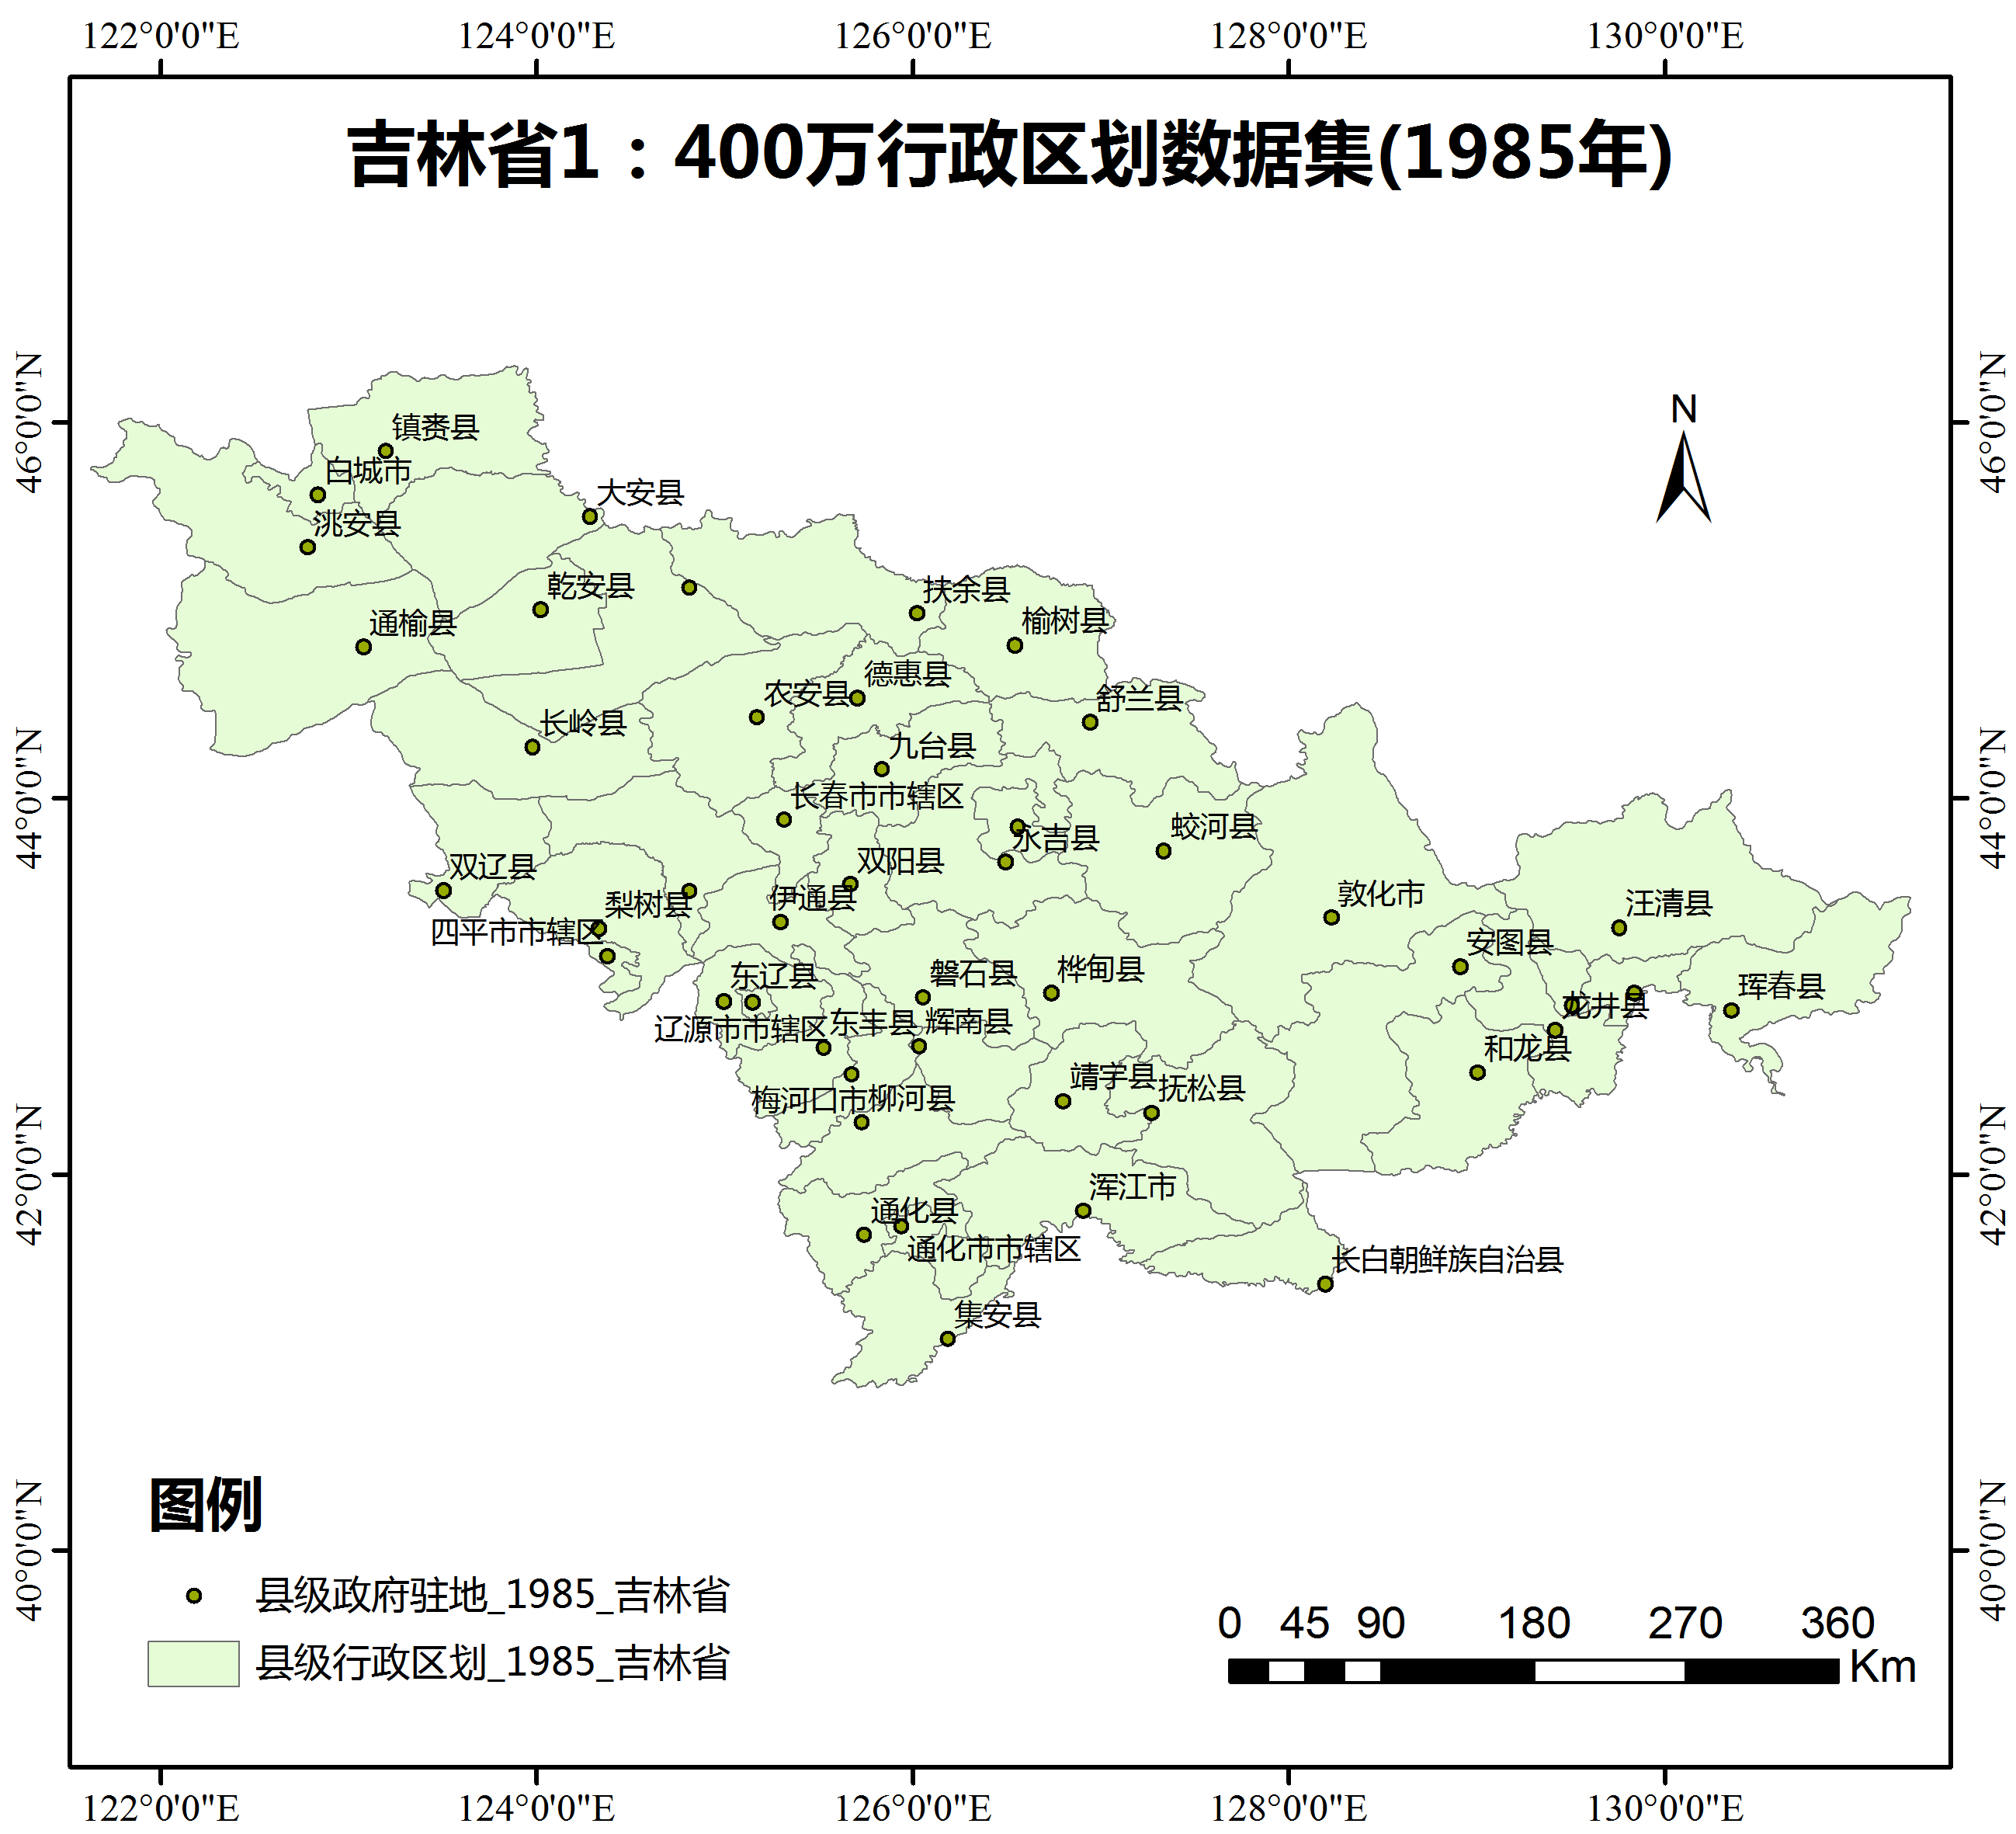 122°0'0"E 124°0'0"E 126°0'0"E 128°0'0"E 130°0'0"E
吉林省1：400万行政区划数据集(1985年)
46°0'0"N
46°0'0"N
N
镇赉县
白城市
大安县
洮安县
乾安县
扶余县
通榆县
榆树县
德惠县
农安县
舒兰县
长岭县
九台县
44°0'0"N
44°0'0"N
长春市市辖区
蛟河县
永吉县
双阳县
双辽县
伊通县
敦化市
梨树县
汪清县
四平市市辖区
安图县
磐石县
桦甸县
东辽县
珲春县
龙井县
辽源市市辖区
东丰县
辉南县
和龙县
靖宇县
抚松县
梅河口市
柳河县
42°0'0"N
42°0'0"N
浑江市
通化县
通化市市辖区
长白朝鲜族自治县
集安县
图例
40°0'0"N
40°0'0"N
县级政府驻地_1985_吉林省
县级行政区划_1985_吉林省
0 45 90 180 270 360
Km
122°0'0"E 124°0'0"E 126°0'0"E 128°0'0"E 130°0'0"E